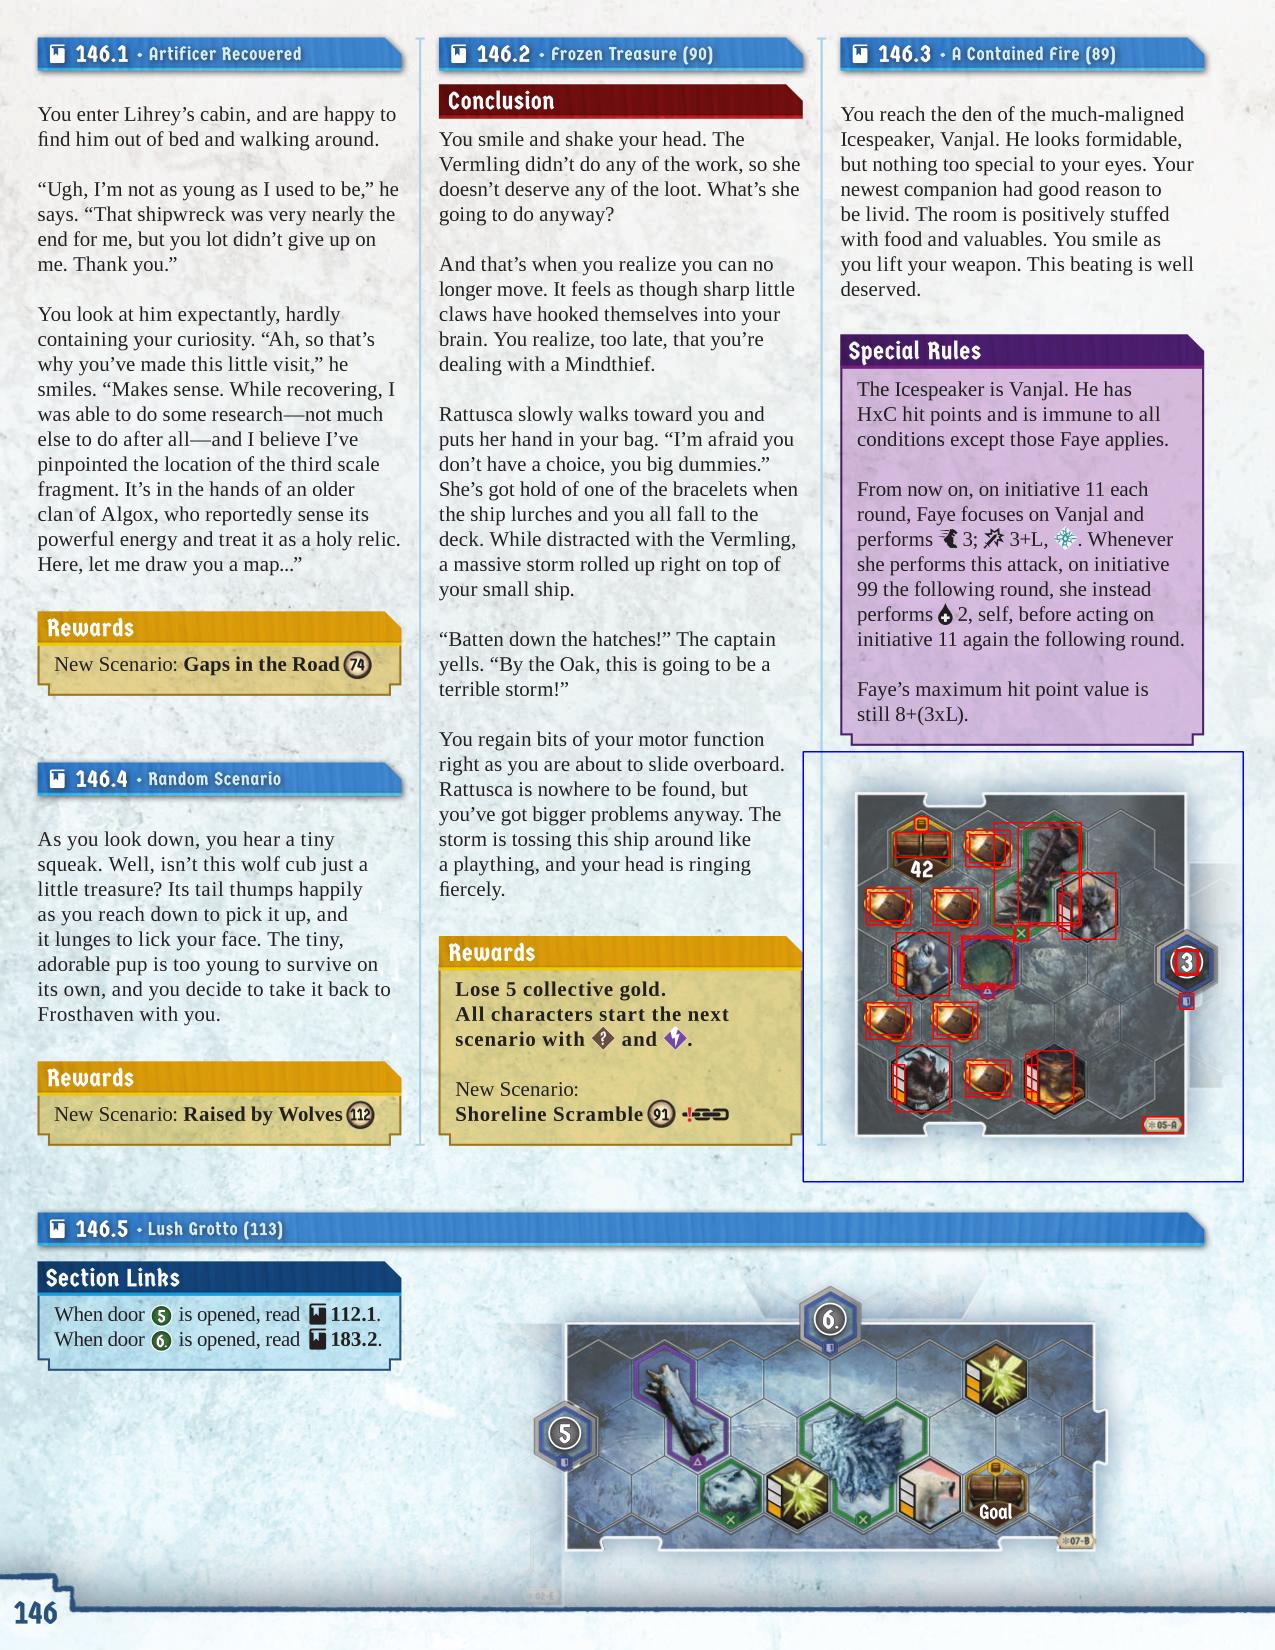 146.1 • Artificer Recovered
You enter Lihrey’s cabin, and are happy to
find him out of bed and walking around.
“Ugh, I’m not as young as I used to be,” he
says. “That shipwreck was very nearly the
end for me, but you lot didn’t give up on
me. Thank you.”
You look at him expectantly, hardly
containing your curiosity. “Ah, so that’s
why you’ve made this little visit,” he
smiles. “Makes sense. While recovering, I
was able to do some research—not much
else to do after all—and I believe I’ve
pinpointed the location of the third scale
fragment. It’s in the hands of an older
clan of Algox, who reportedly sense its
powerful energy and treat it as a holy relic.
Here, let me draw you a map...”
Rewards
New Scenario: Gaps in the Road 74
146.4 • Random Scenario
As you look down, you hear a tiny
squeak. Well, isn’t this wolf cub just a
little treasure? Its tail thumps happily
as you reach down to pick it up, and
it lunges to lick your face. The tiny,
adorable pup is too young to survive on
its own, and you decide to take it back to
Frosthaven with you.
Rewards
New Scenario: Raised by Wolves 112
146.2 • Frozen Treasure (90)
Conclusion
You smile and shake your head. The
Vermling didn’t do any of the work, so she
doesn’t deserve any of the loot. What’s she
going to do anyway?
And that’s when you realize you can no
longer move. It feels as though sharp little
claws have hooked themselves into your
brain. You realize, too late, that you’re
dealing with a Mindthief.
Rattusca slowly walks toward you and
puts her hand in your bag. “I’m afraid you
don’t have a choice, you big dummies.”
She’s got hold of one of the bracelets when
the ship lurches and you all fall to the
deck. While distracted with the Vermling,
a massive storm rolled up right on top of
your small ship.
“Batten down the hatches!” The captain
yells. “By the Oak, this is going to be a
terrible storm!”
You regain bits of your motor function
right as you are about to slide overboard.
Rattusca is nowhere to be found, but
you’ve got bigger problems anyway. The
storm is tossing this ship around like
a plaything, and your head is ringing
fiercely.
Rewards
Lose 5 collective gold.
All characters start the next
scenario with ? and .
New Scenario:
Shoreline Scramble 91 !
146.3 • A Contained Fire (89)
You reach the den of the much-maligned
Icespeaker, Vanjal. He looks formidable,
but nothing too special to your eyes. Your
newest companion had good reason to
be livid. The room is positively stuffed
with food and valuables. You smile as
you lift your weapon. This beating is well
deserved.
Special Rules
The Icespeaker is Vanjal. He has
HxC hit points and is immune to all
conditions except those Faye applies.
From now on, on initiative 11 each
round, Faye focuses on Vanjal and
performs 3; 3+L, . Whenever
she performs this attack, on initiative
99 the following round, she instead
performs 2, self, before acting on
initiative 11 again the following round.
Faye’s maximum hit point value is
still 8+(3xL).
42
3
05-A
146.5 • Lush Grotto (113)
Section Links
When door 5 is opened, read 112.1.
When door 6. is opened, read 183.2.
6.
5
Goal
07-B
146